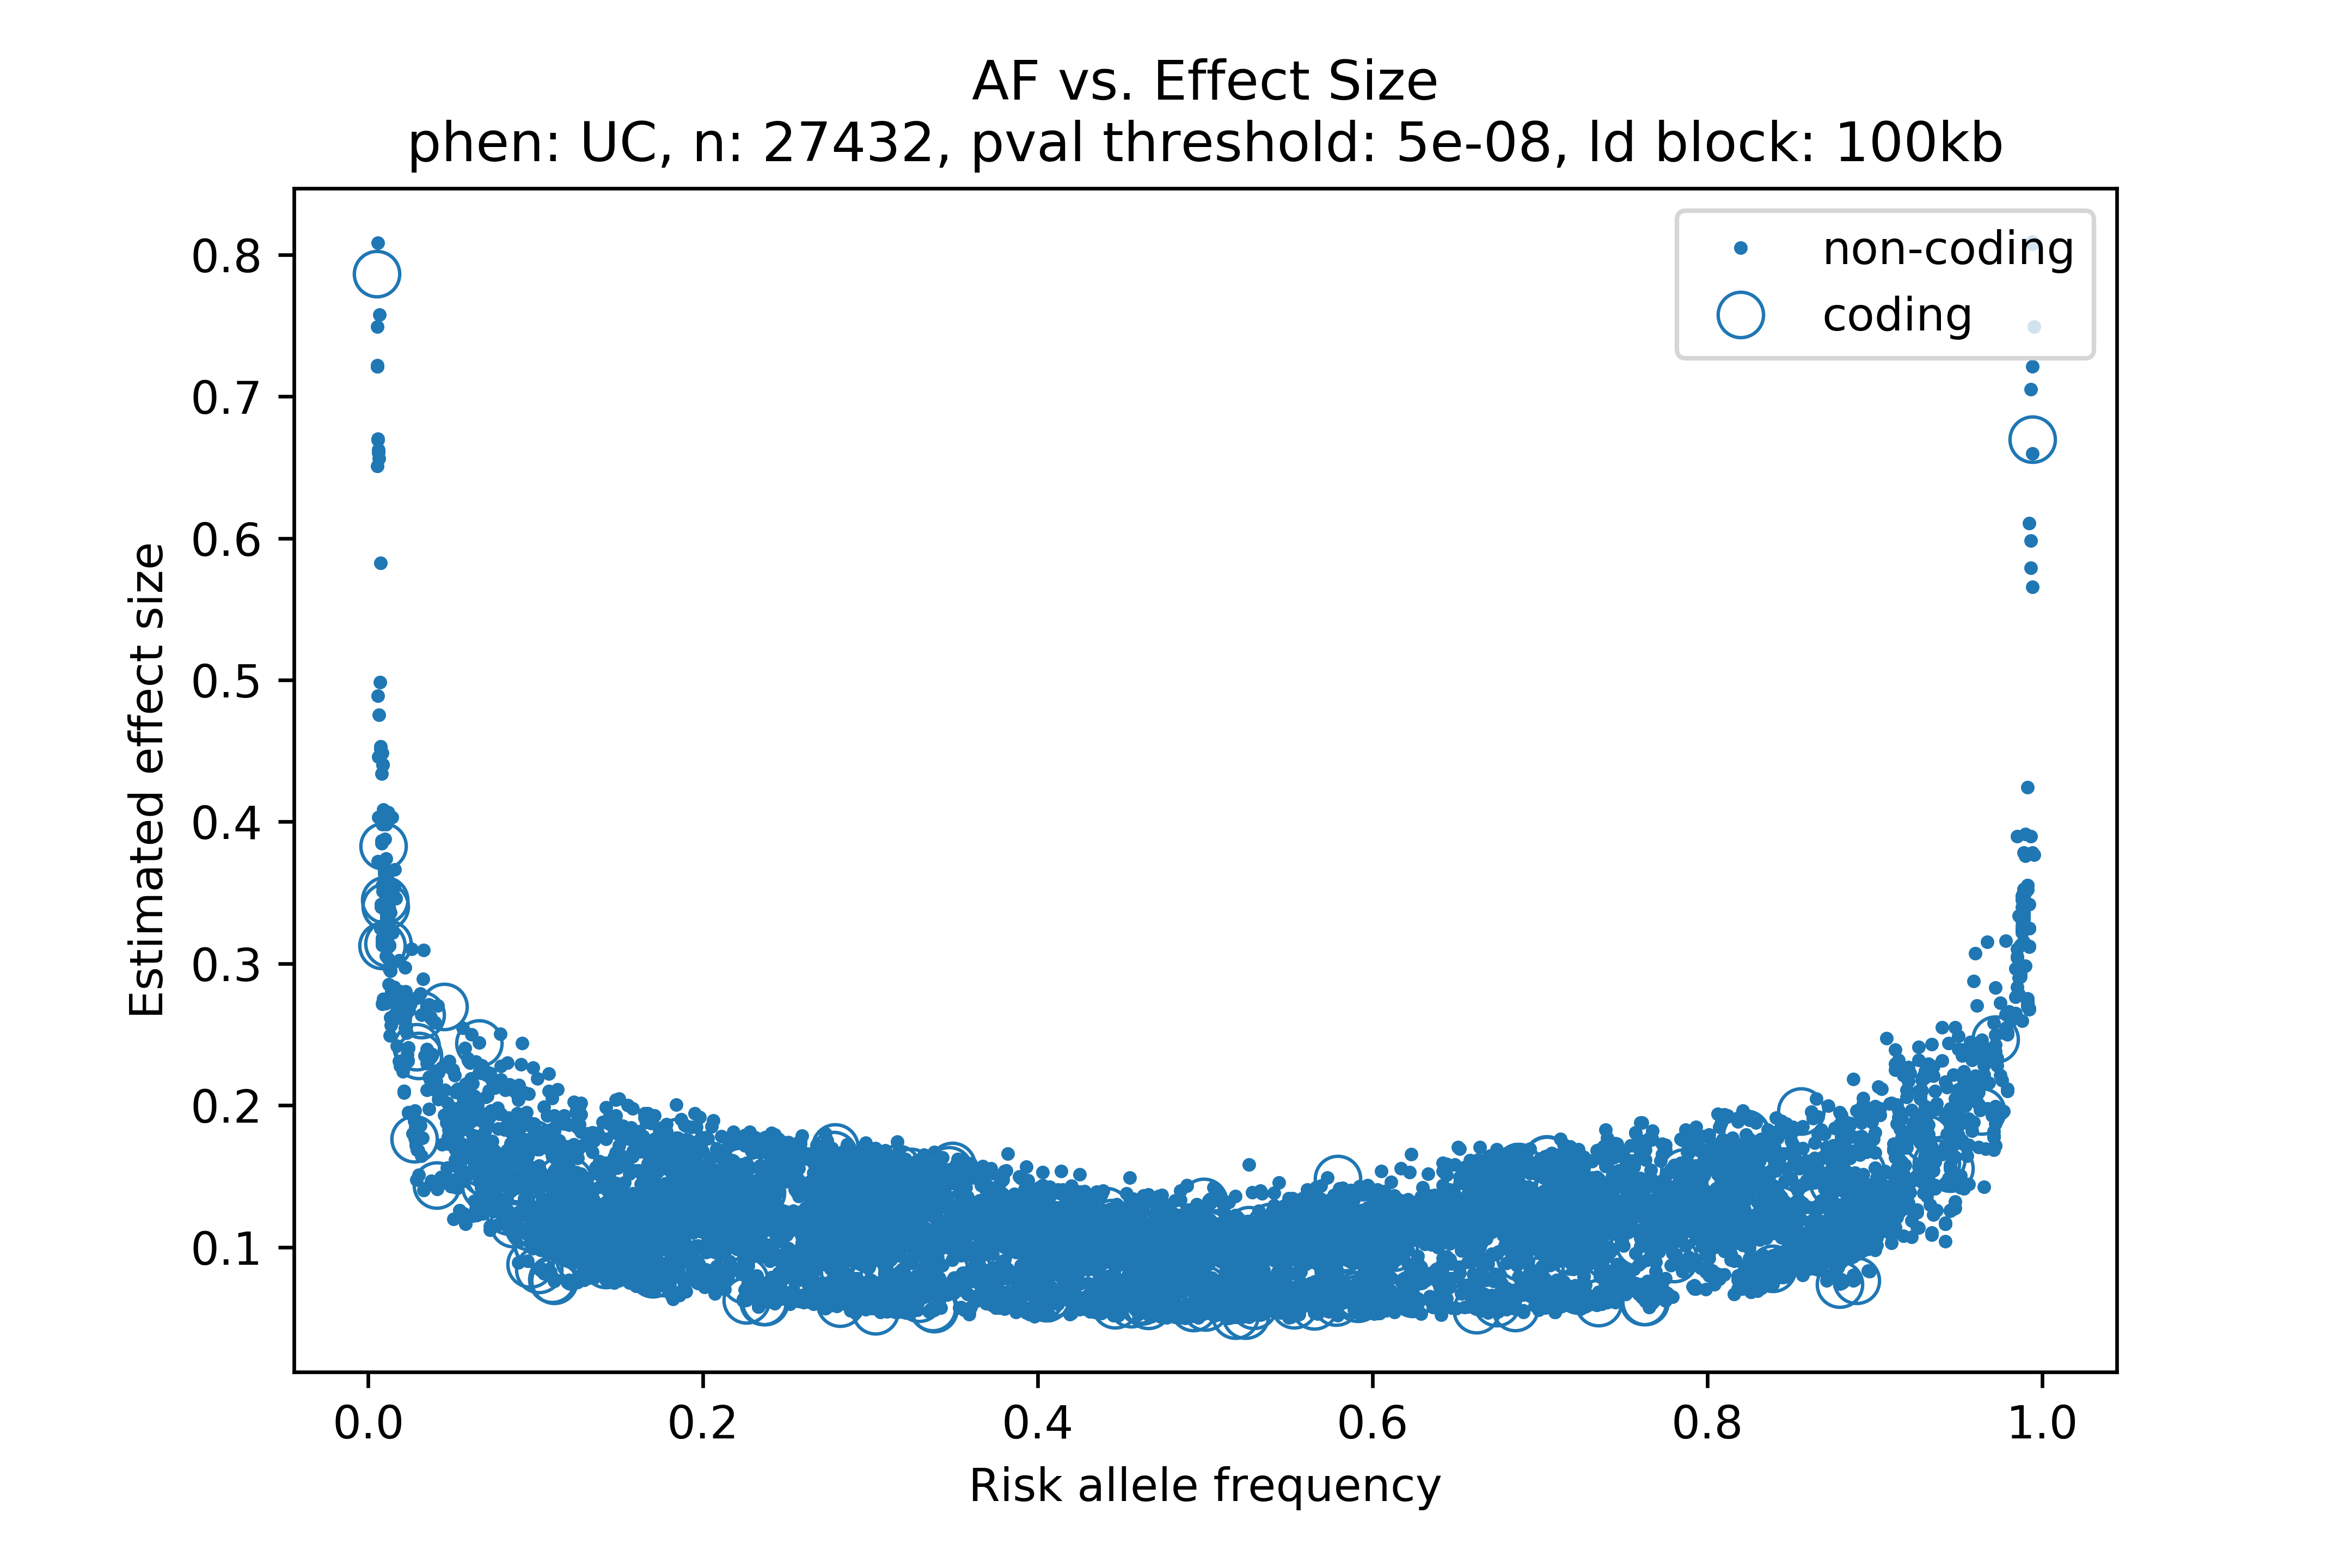 AF vs. Effect Size
phen: UC, n: 27432, pval threshold: 5e-08, ld block: 100kb
non-coding
coding
0.8
0.7
0.6
0.5
0.4
0.3
0.2
0.1
Estimated effect size
0.0 0.2 0.4 0.6 0.8 1.0
Risk allele frequency